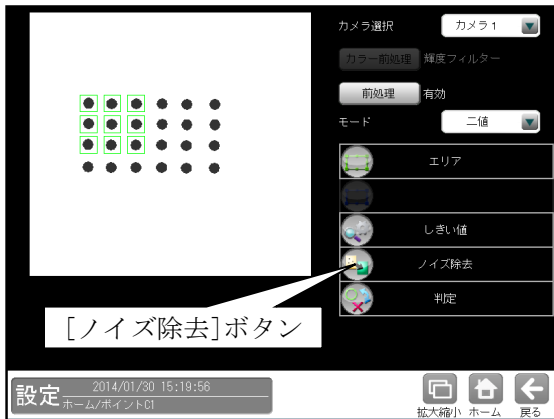 カメラ選択 カメラ1
カラー前処理 輝度フィルター
前処理 有効
モード 二値
エリア
しきい値
ノイズ除去
判定
[ノイズ除去]ボタン
設定 2014/01/30 15:19:56
ホーム/ポイントC1
拡大縮小 ホーム 戻る